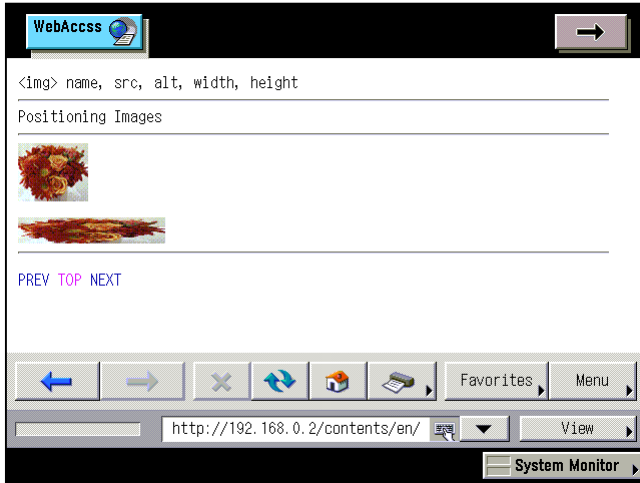 WebAccss
<img> name, src, alt, width, height
Positioning Images
PREV TOP NEXT
Favorites
Menu
http://192.168.0.2/contents/en/
View
System Monitor